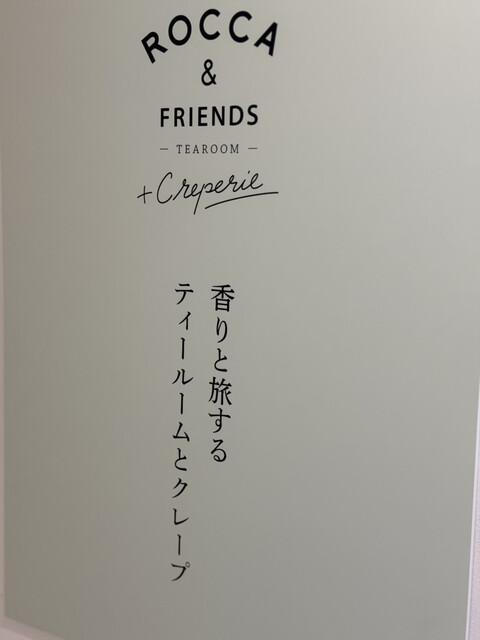 ROCCA
&
FRIENDS
— TEAROOM —
+Creperie
香りと旅する
ティールームとクレープ